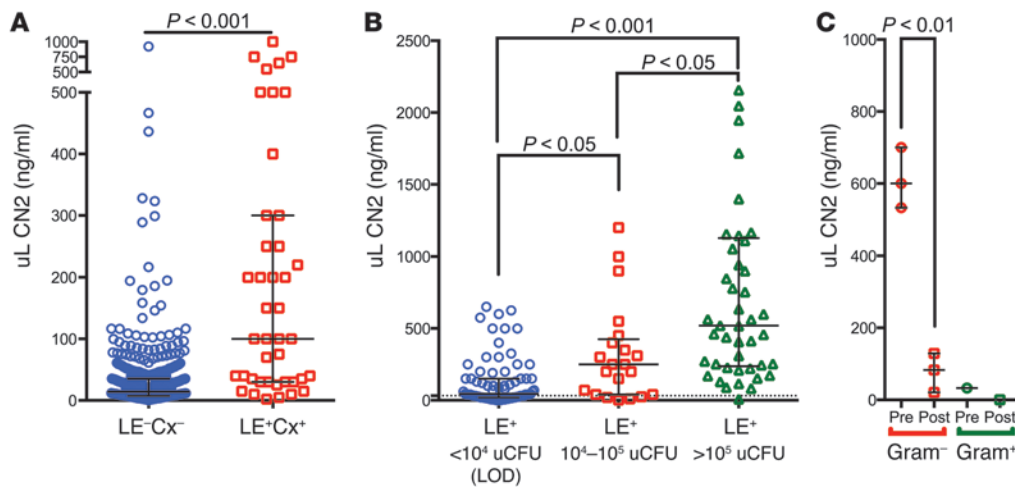 A
P < 0.001
uL CN2 (ng/ml)
1000
750
500
500
400
300
200
100
0
LE⁻Cx⁻
LE⁺Cx⁺
B
P < 0.001
P < 0.05
P < 0.05
uL CN2 (ng/ml)
2500
2000
1500
1000
500
0
LE⁺
<10⁴ uCFU
(LOD)
LE⁺
10⁴–10⁵ uCFU
LE⁺
>10⁵ uCFU
C
P < 0.01
uL CN2 (ng/ml)
1000
800
600
400
200
0
Pre Post Pre Post
Gram⁻ Gram⁺